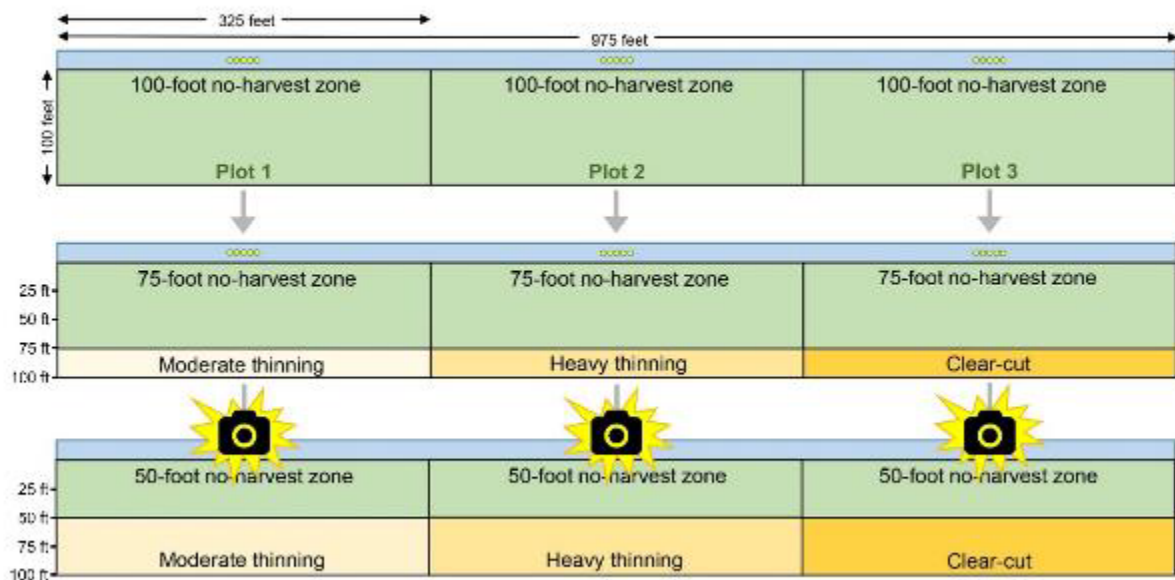 325 feet
975 feet
100 feet
100-foot no-harvest zone 100-foot no-harvest zone 100-foot no-harvest zone
Plot 1 Plot 2 Plot 3
75-foot no-harvest zone 75-foot no-harvest zone 75-foot no-harvest zone
25 ft
50 ft
75 ft
Moderate thinning Heavy thinning Clear-cut
100 ft
50-foot no-harvest zone 50-foot no-harvest zone 50-foot no-harvest zone
25 ft
50 ft
75 ft
Moderate thinning Heavy thinning Clear-cut
100 ft